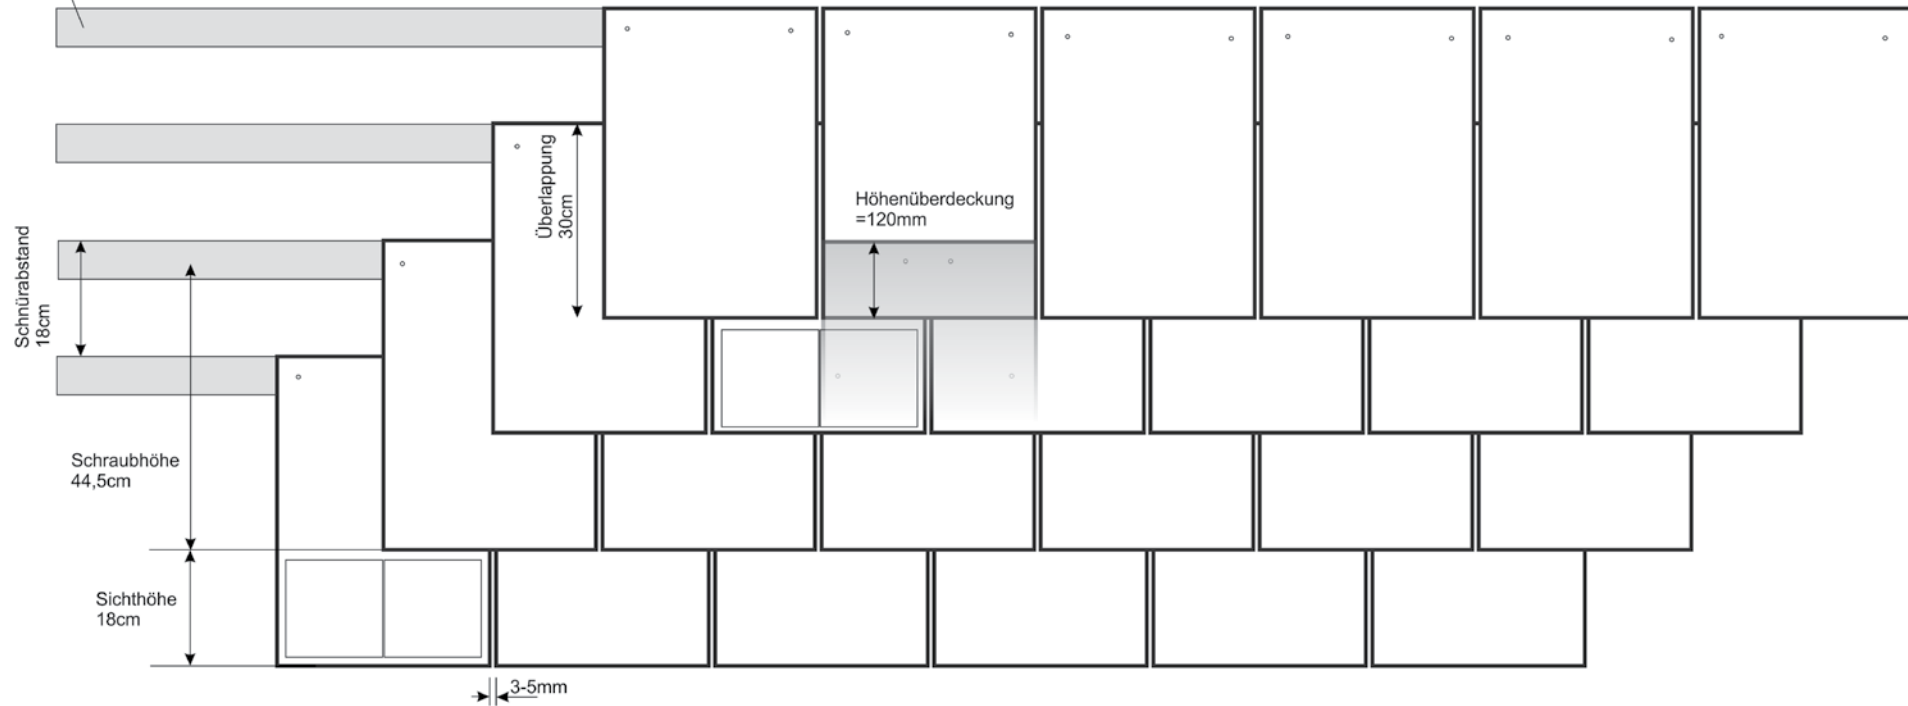 Überlappung
30cm
Höhenüberdeckung
=120mm
Schnürabstand
18cm
Schraubhöhe
44,5cm
Sichthöhe
18cm
3-5mm